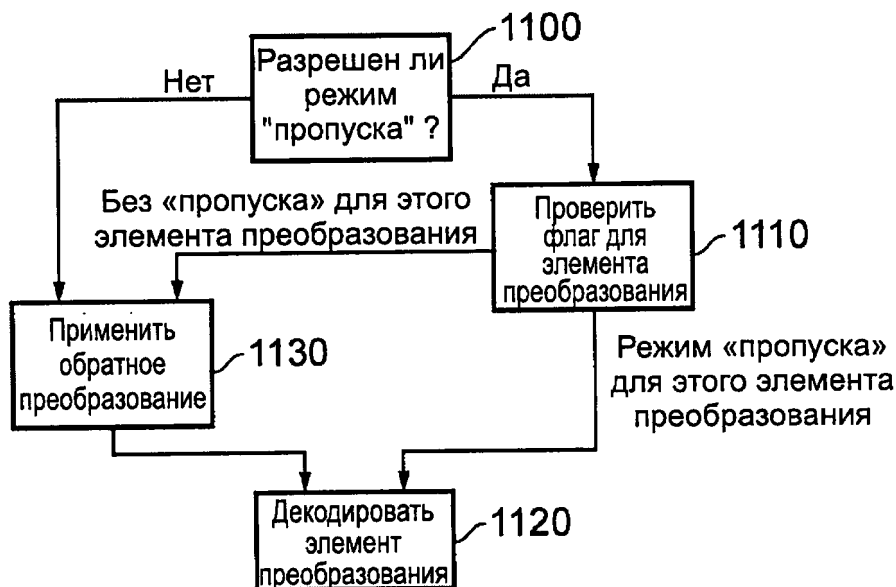 1100
Разрешен ли
режим
"пропуска" ?
Нет
Да
Без «пропуска» для этого
элемента преобразования
Проверить
флаг для
элемента
преобразования
1110
Применить
обратное
преобразование
1130
Режим «пропуска»
для этого элемента
преобразования
Декодировать
элемент
преобразования
1120